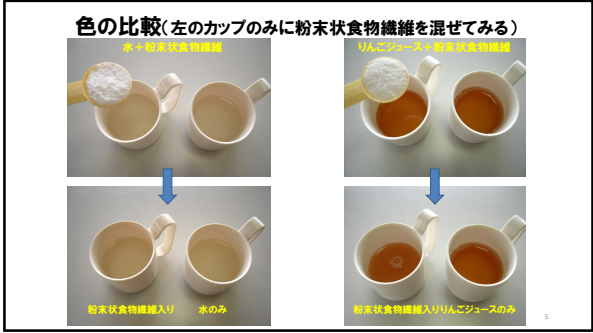 色の比較(左のカップのみに粉末状食物繊維を混ぜてみる)
水+粉末状食物繊維
りんごジュース+粉末状食物繊維
粉末状食物繊維入り
水のみ
粉末状食物繊維入り
りんごジュースのみ
5